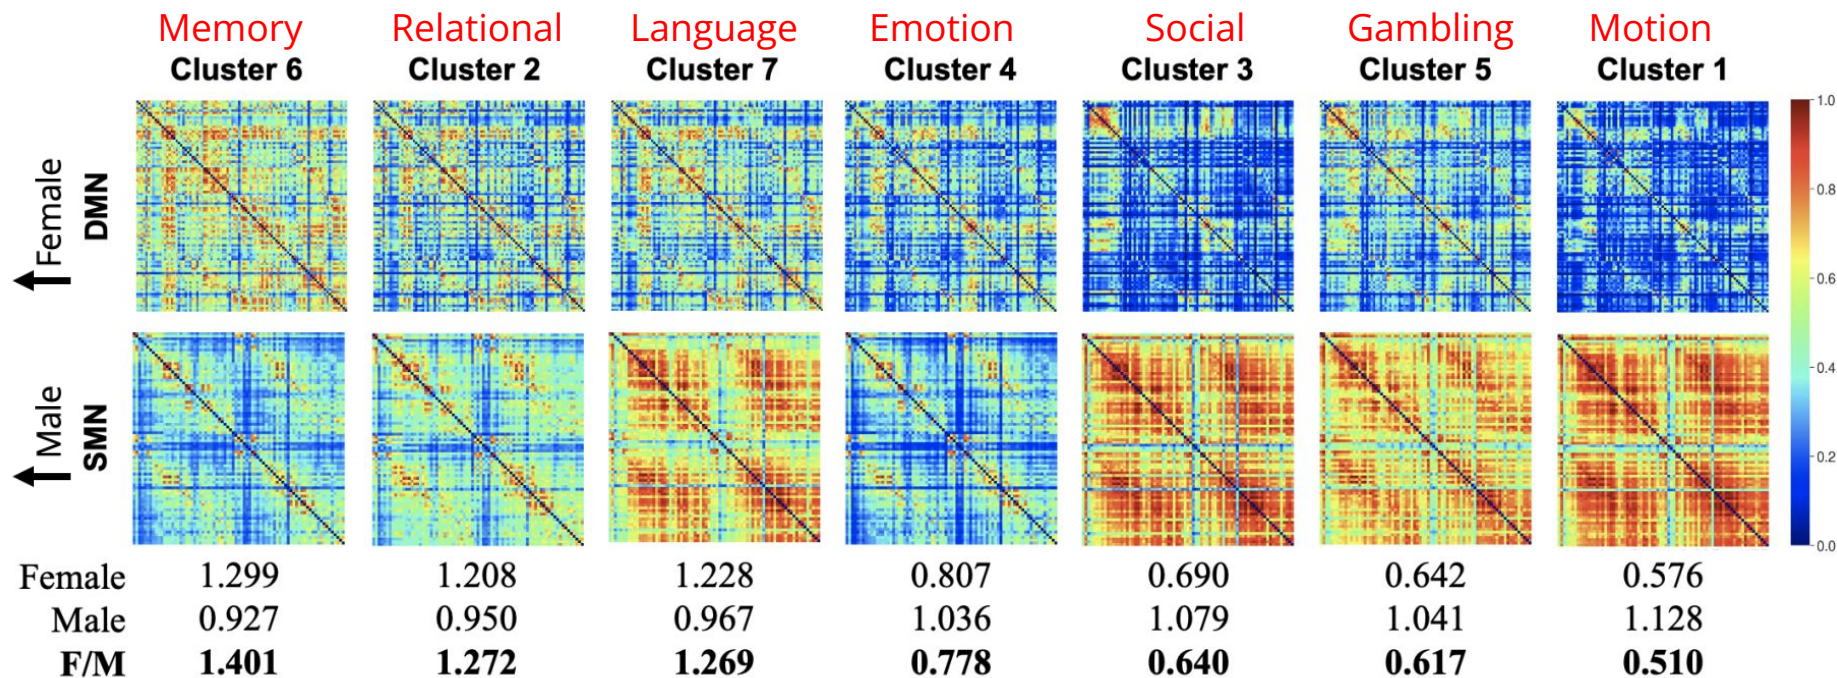 Memory Relational Language Emotion Social Gambling Motion
Cluster 6 Cluster 2 Cluster 7 Cluster 4 Cluster 3 Cluster 5 Cluster 1
Female
DMN
Male
SMN
1.0
0.8
0.6
0.4
0.2
0.0
Female 1.299 1.208 1.228 0.807 0.690 0.642 0.576
Male 0.927 0.950 0.967 1.036 1.079 1.041 1.128
F/M 1.401 1.272 1.269 0.778 0.640 0.617 0.510